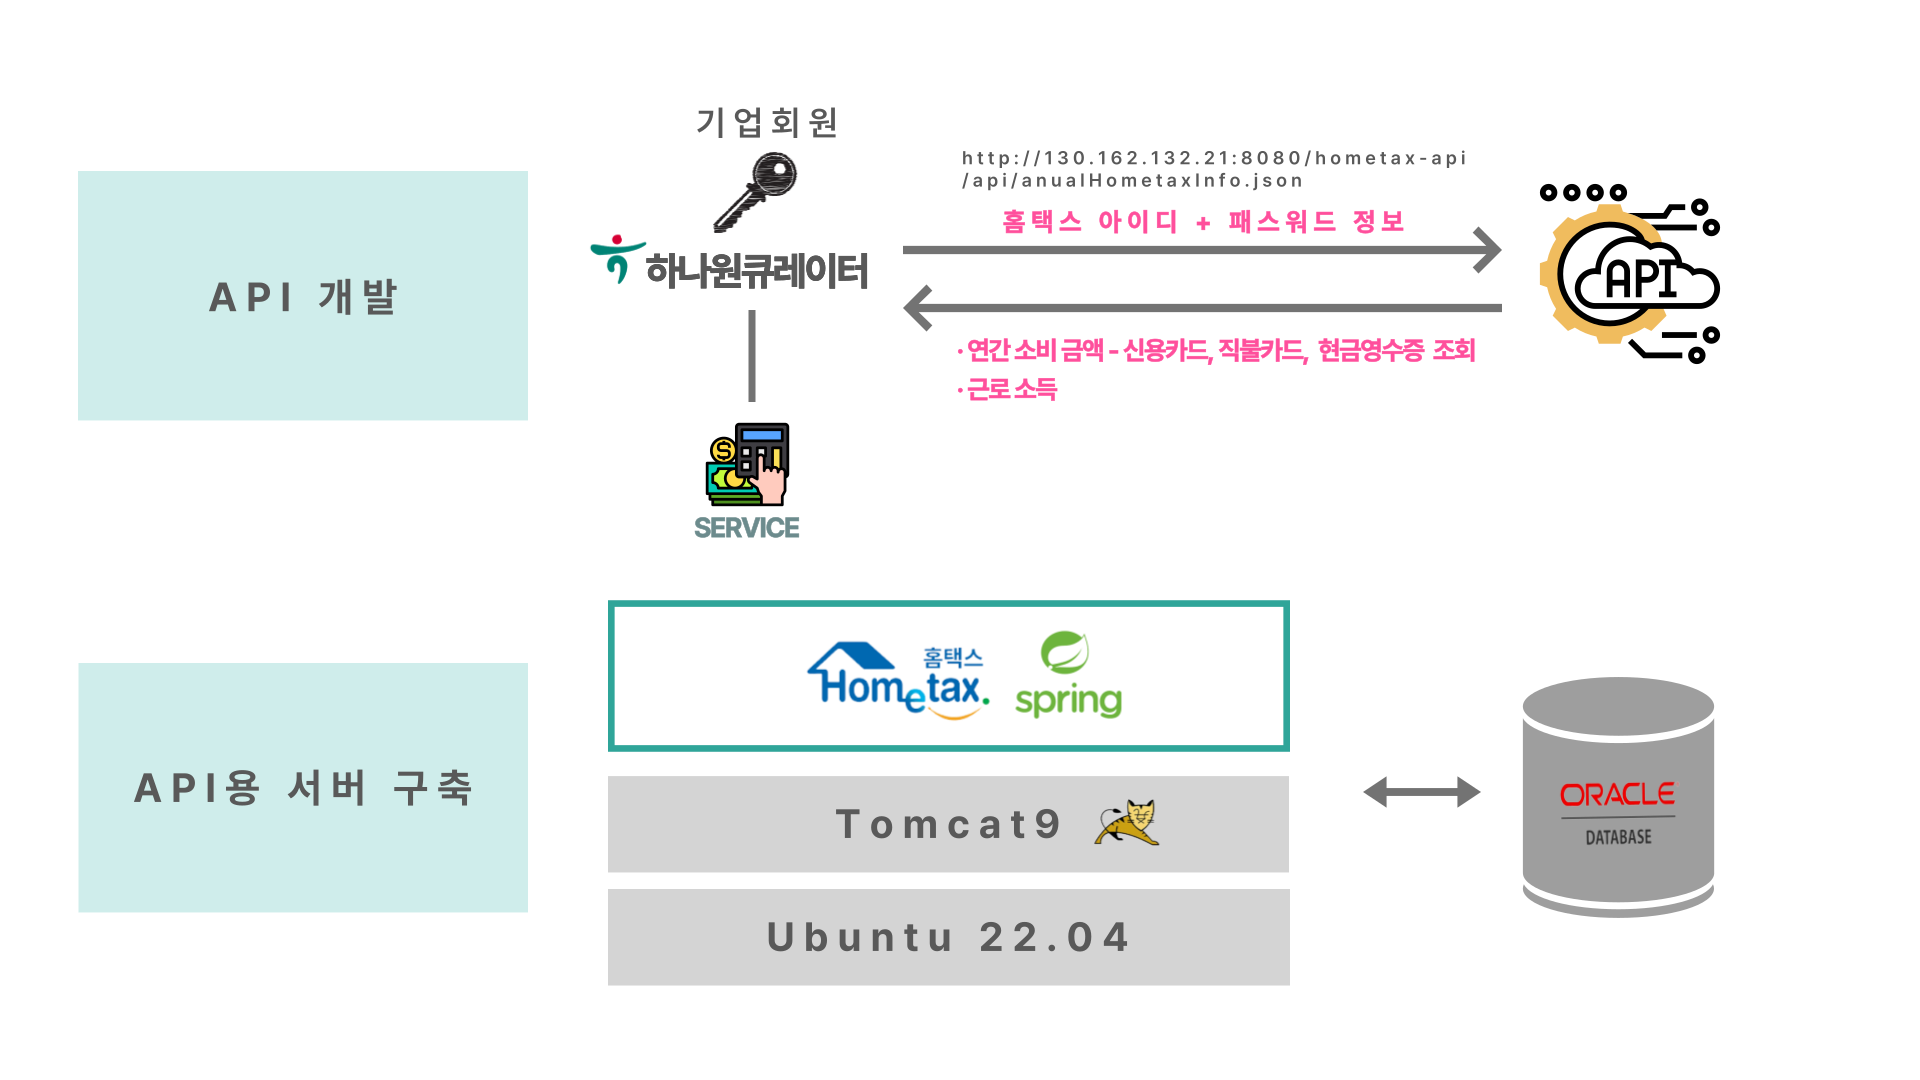 기업회원
http://130.162.132.21:8080/hometax-api
/api/anualHometaxInfo.json
홈택스 아이디 + 패스워드 정보
하나원큐레이터
API
API 개발
· 연간 소비 금액 - 신용카드, 직불카드, 현금영수증 조회
· 근로 소득
SERVICE
홈택스
Hometax.
spring
API용 서버 구축
Tomcat9
ORACLE
DATABASE
Ubuntu 22.04